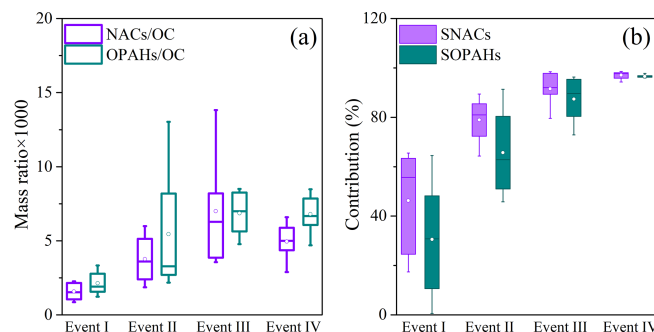 NACs/OC
OPAHs/OC
(a)
20
15
10
5
0
Mass ratio×1000
Event I Event II Event III Event IV
SNACs
SOPAHs
(b)
120
80
40
0
Contribution (%)
Event I Event II Event III Event IV